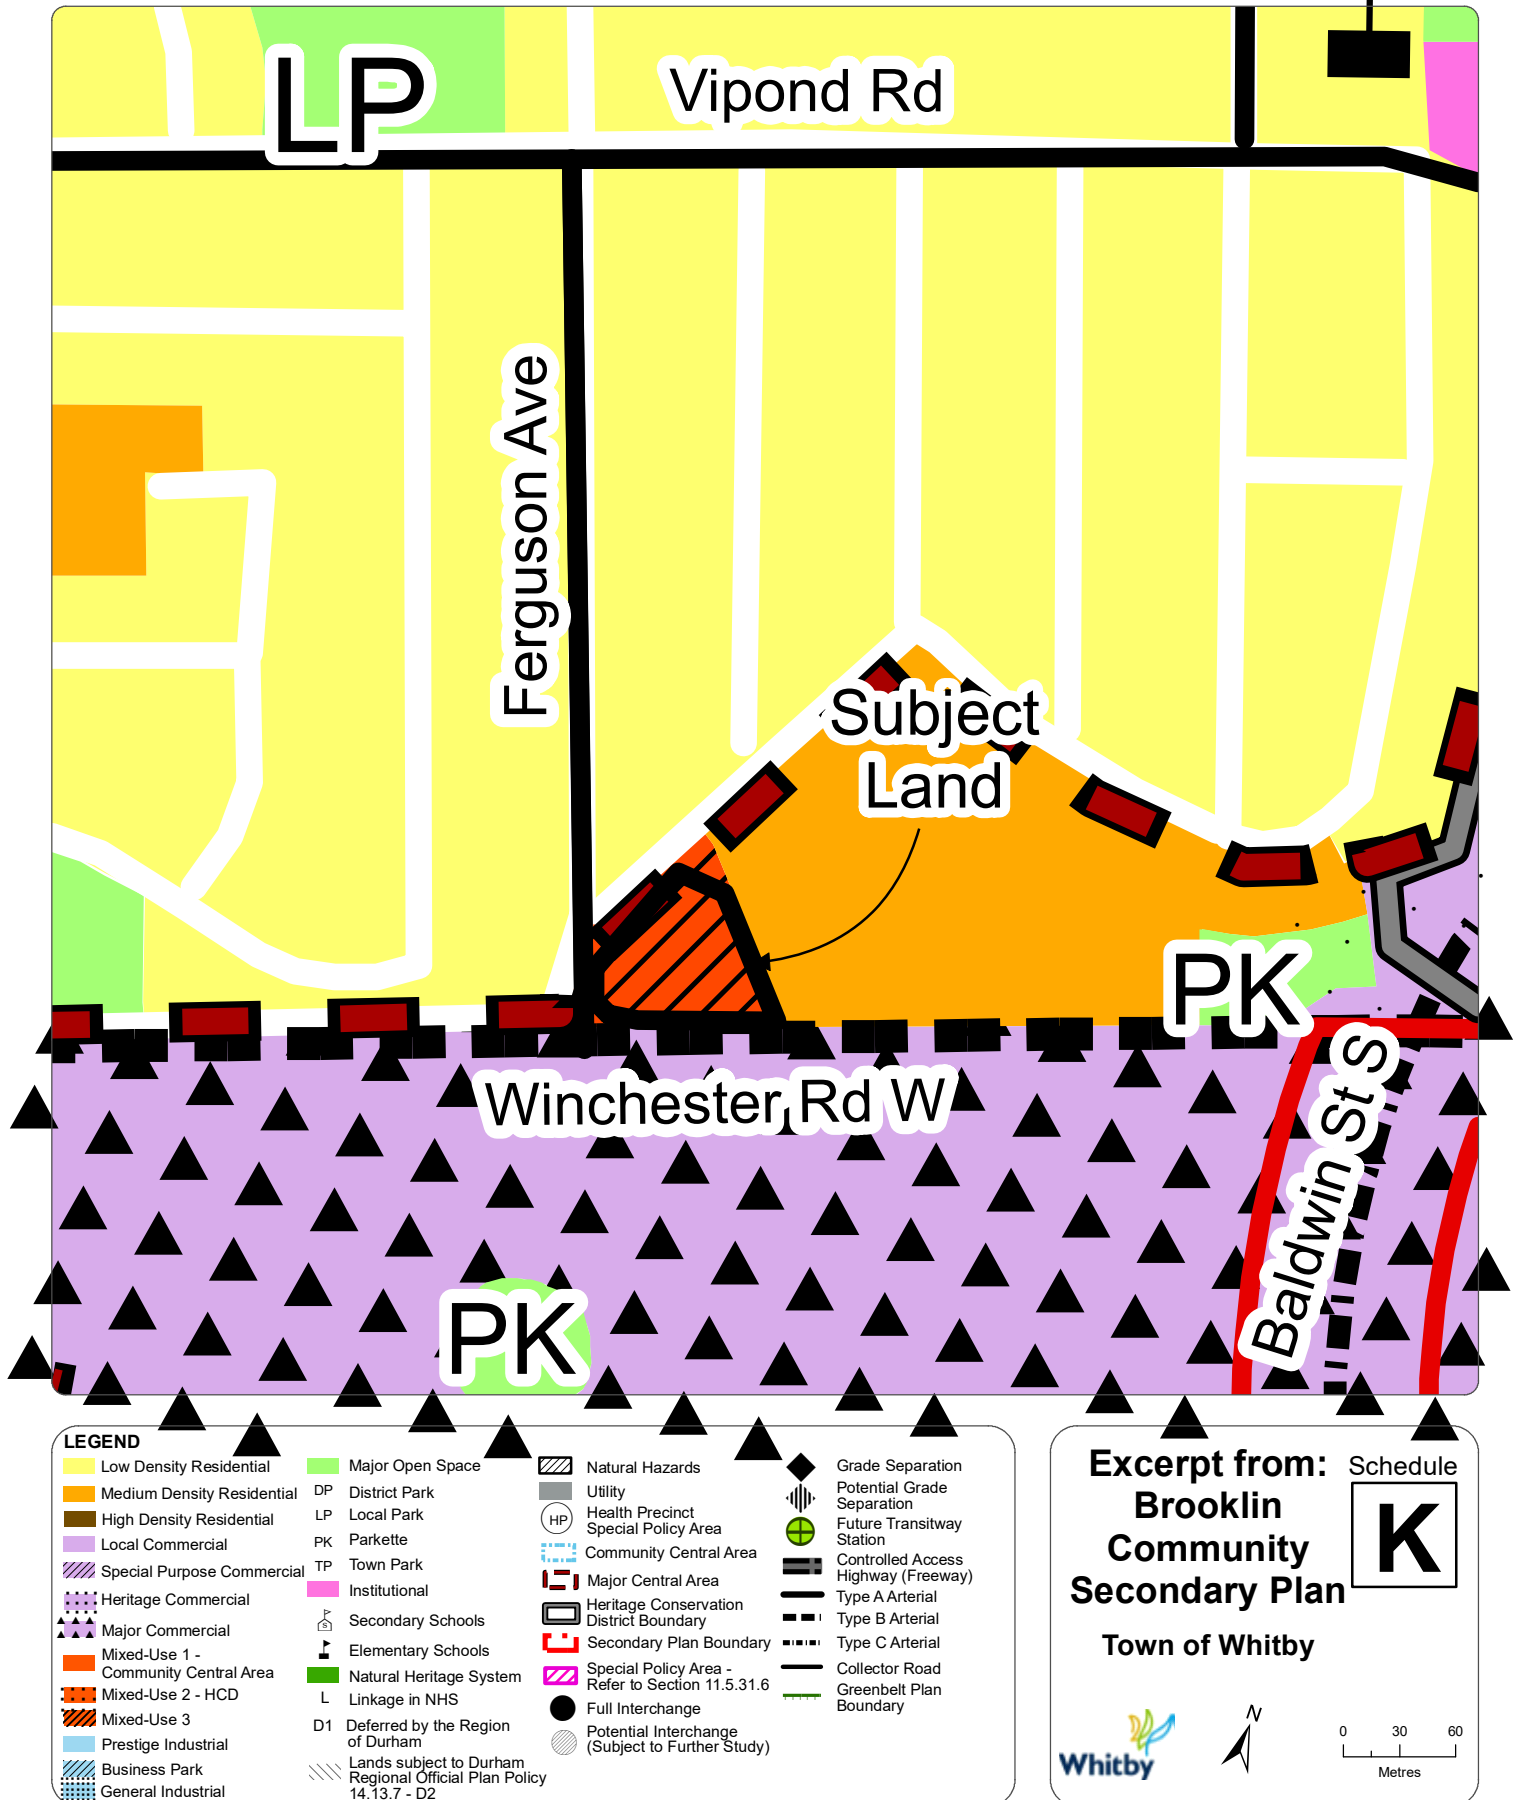 LP
Vipond Rd
Ferguson Ave
Subject
Land
PK
Winchester Rd W
Baldwin St S
PK
LEGEND
Low Density Residential
Medium Density Residential
High Density Residential
Local Commercial
Special Purpose Commercial
Heritage Commercial
Major Commercial
Mixed-Use 1 -
Community Central Area
Mixed-Use 2 - HCD
Mixed-Use 3
Prestige Industrial
Business Park
General Industrial
Major Open Space
DP District Park
LP Local Park
PK Parkette
TP Town Park
Institutional
S Secondary Schools
Elementary Schools
Natural Heritage System
L Linkage in NHS
D1 Deferred by the Region
of Durham
Lands subject to Durham
Regional Official Plan Policy
14.13.7 - D2
Natural Hazards
Utility
HP Health Precinct
Special Policy Area
Community Central Area
Major Central Area
Heritage Conservation
District Boundary
Secondary Plan Boundary
Special Policy Area -
Refer to Section 11.5.31.6
Full Interchange
Potential Interchange
(Subject to Further Study)
Grade Separation
Potential Grade
Separation
Future Transitway
Station
Controlled Access
Highway (Freeway)
Type A Arterial
Type B Arterial
Type C Arterial
Collector Road
Greenbelt Plan
Boundary
Excerpt from:
Brooklin
Community
Secondary Plan
Town of Whitby
Schedule
K
Whitby
N
0 30 60
Metres